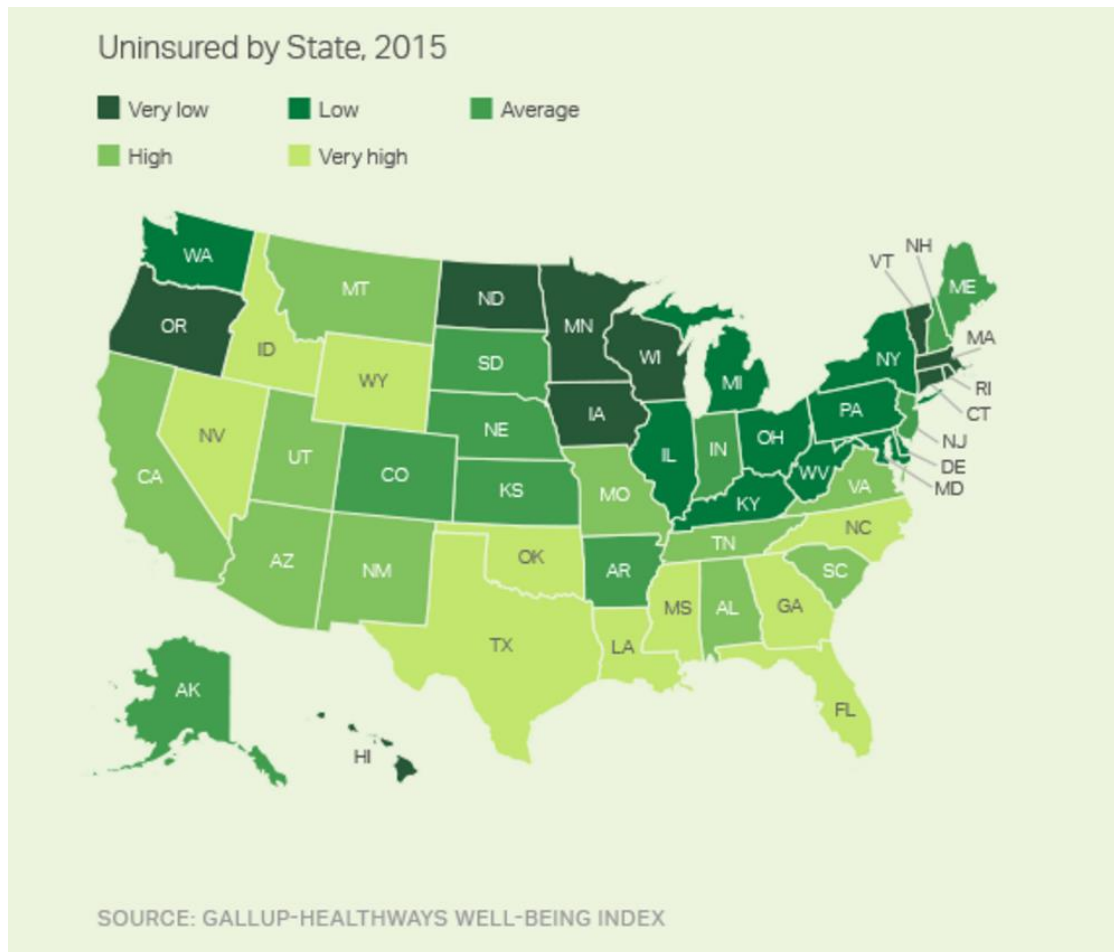 Uninsured by State, 2015
Very low Low Average
High Very high
NH
VT
WA ME
MT ND
OR MN MA
ID SD WI NY
WY MI RI
IA PA CT
NV NE OH NJ
UT CO IL IN DE
CA KS WV MD
MO KY VA
AZ NM OK TN NC
AR SC
TX MS AL GA
LA
AK FL
HI
SOURCE: GALLUP-HEALTHWAYS WELL-BEING INDEX